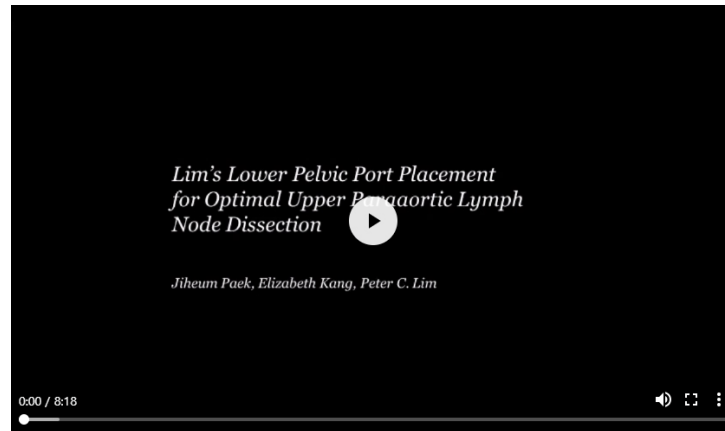 Lim's Lower Pelvic Port Placement
for Optimal Upper Paraaortic Lymph
Node Dissection
Jiheum Paek, Elizabeth Kang, Peter C. Lim
0:00 / 8:18